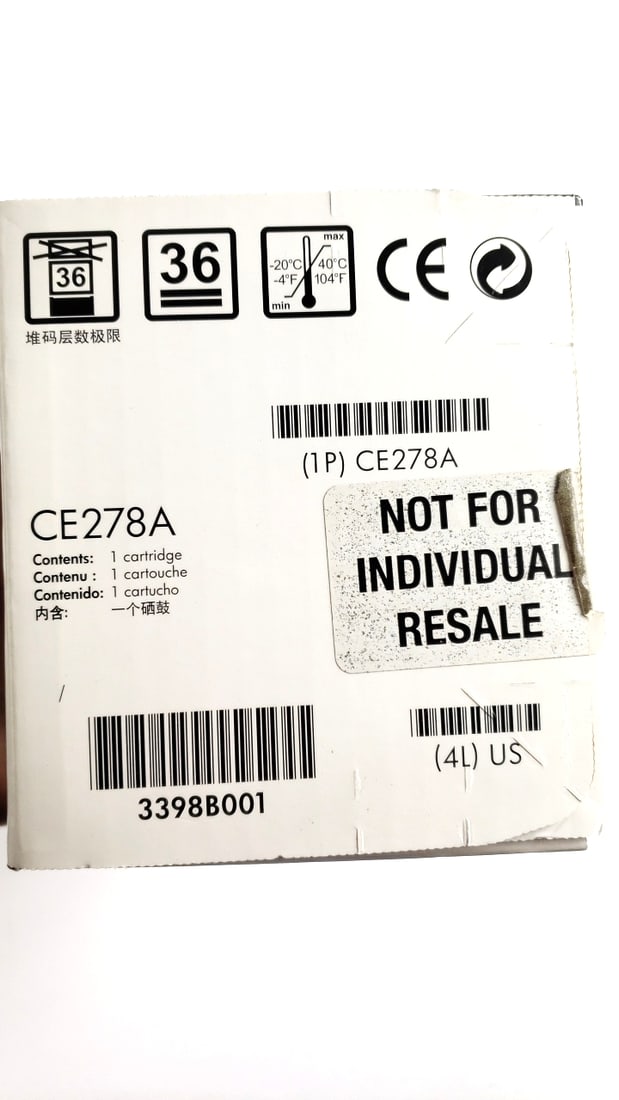 36
36
max
-20°C 40°C
-4°F 104°F
min
CE
堆码层数极限
(1P) CE278A
CE278A
Contents: 1 cartridge
Contenu : 1 cartouche
Contenido: 1 cartucho
内含: 一个硒鼓
NOT FOR
INDIVIDUAL
RESALE
3398B001
(4L) US